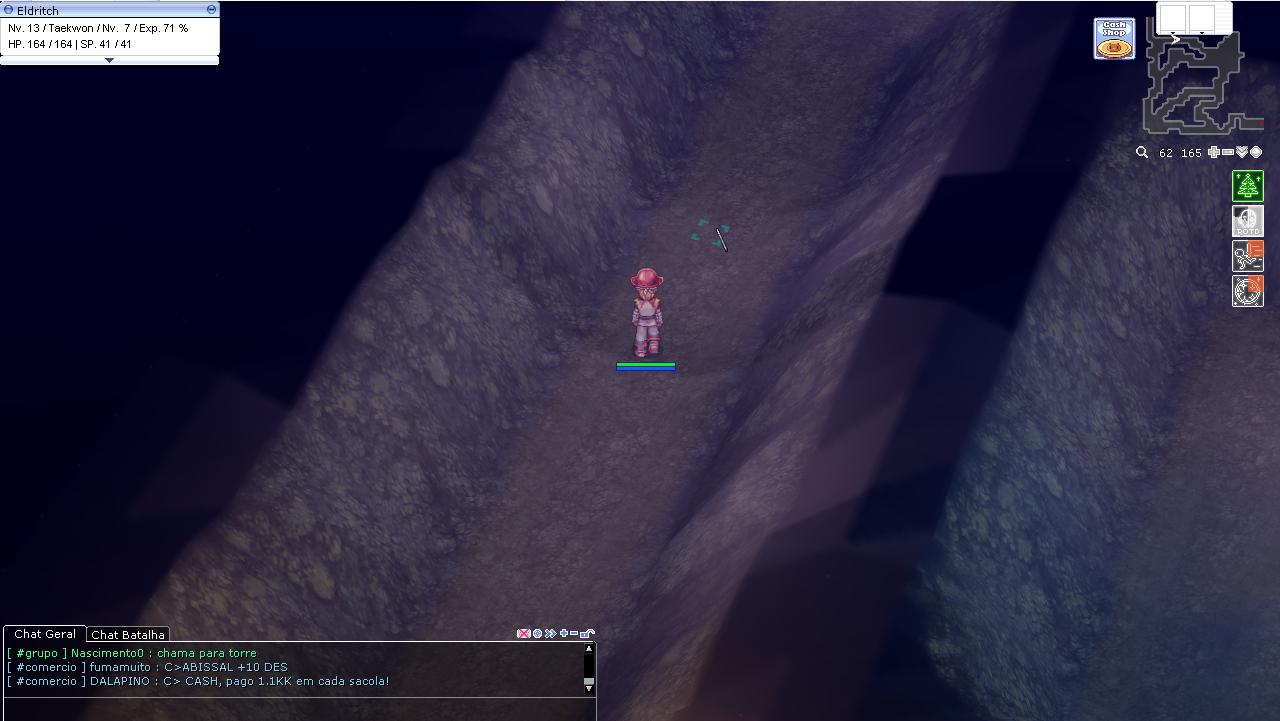 Eldritch
Nv. 13 / Taekwon / Nv. 7 / Exp. 71 %
HP. 164 / 164 | SP. 41 / 41
Cash
Shop
62 165
ROTD
Chat Geral
Chat Batalha
[ #grupo ] Nascimento0 : chama para torre
[ #comercio ] fumamuito : C>ABISSAL +10 DES
[ #comercio ] DALAPINO : C> CASH, pago 1.1KK em cada sacola!